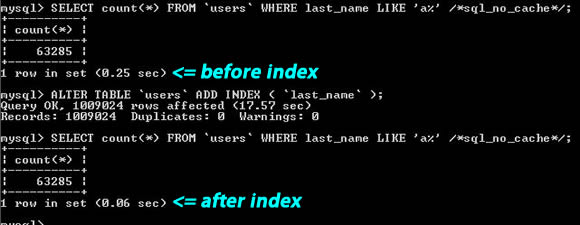 mysql> SELECT count(*) FROM `users` WHERE last_name LIKE 'a%' /*sql_no_cache*/;
+----------+
¦ count(*) ¦
+----------+
¦    63285 ¦
+----------+
1 row in set (0.25 sec) <= before index
mysql> ALTER TABLE `users` ADD INDEX ( `last_name` );
Query OK, 1009024 rows affected (17.57 sec)
Records: 1009024  Duplicates: 0  Warnings: 0
mysql> SELECT count(*) FROM `users` WHERE last_name LIKE 'a%' /*sql_no_cache*/;
+----------+
¦ count(*) ¦
+----------+
¦    63285 ¦
+----------+
1 row in set (0.06 sec) <= after index
mysql>